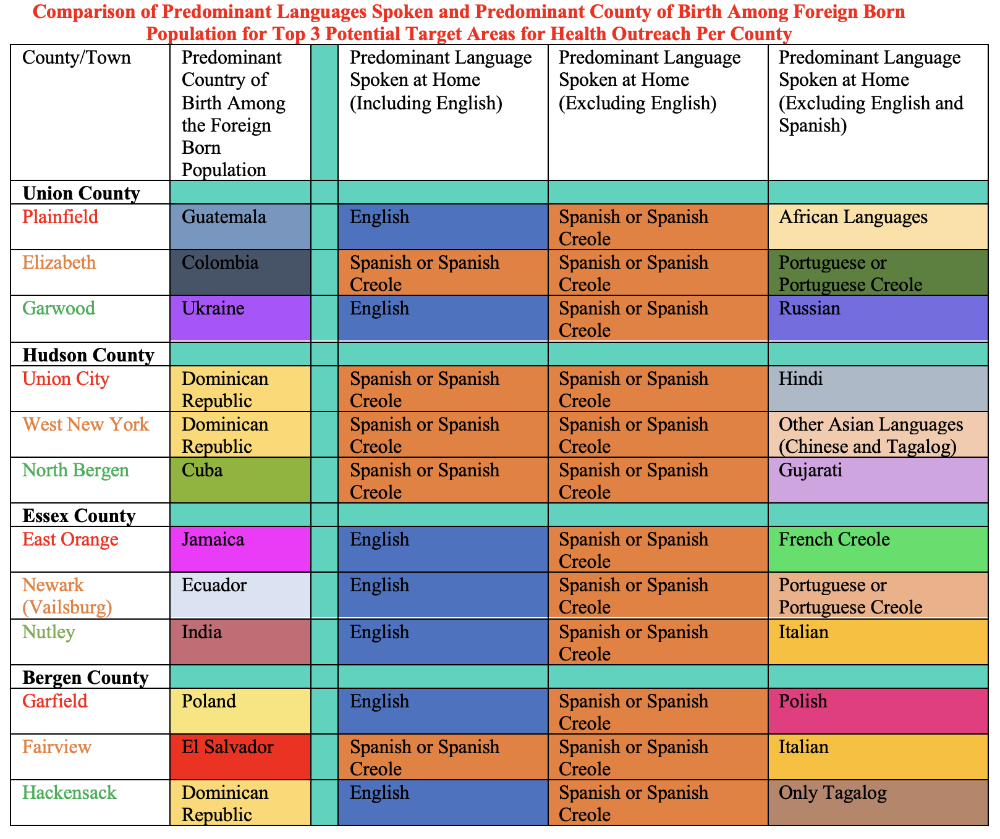 Comparison of Predominant Languages Spoken and Predominant County of Birth Among Foreign Born
Population for Top 3 Potential Target Areas for Health Outreach Per County
County/Town
Predominant
Country of
Birth Among
the Foreign
Born
Population
Predominant Language
Spoken at Home
(Including English)
Predominant Language
Spoken at Home
(Excluding English)
Predominant Language
Spoken at Home
(Excluding English and
Spanish)
Union County
Plainfield
Guatemala
English
Spanish or Spanish
Creole
African Languages
Elizabeth
Colombia
Spanish or Spanish
Creole
Spanish or Spanish
Creole
Portuguese or
Portuguese Creole
Garwood
Ukraine
English
Spanish or Spanish
Creole
Russian
Hudson County
Union City
Dominican
Republic
Spanish or Spanish
Creole
Spanish or Spanish
Creole
Hindi
West New York
Dominican
Republic
Spanish or Spanish
Creole
Spanish or Spanish
Creole
Other Asian Languages
(Chinese and Tagalog)
North Bergen
Cuba
Spanish or Spanish
Creole
Spanish or Spanish
Creole
Gujarati
Essex County
East Orange
Jamaica
English
Spanish or Spanish
Creole
French Creole
Newark
(Vailsburg)
Ecuador
English
Spanish or Spanish
Creole
Portuguese or
Portuguese Creole
Nutley
India
English
Spanish or Spanish
Creole
Italian
Bergen County
Garfield
Poland
English
Spanish or Spanish
Creole
Polish
Fairview
El Salvador
Spanish or Spanish
Creole
Spanish or Spanish
Creole
Italian
Hackensack
Dominican
Republic
English
Spanish or Spanish
Creole
Only Tagalog